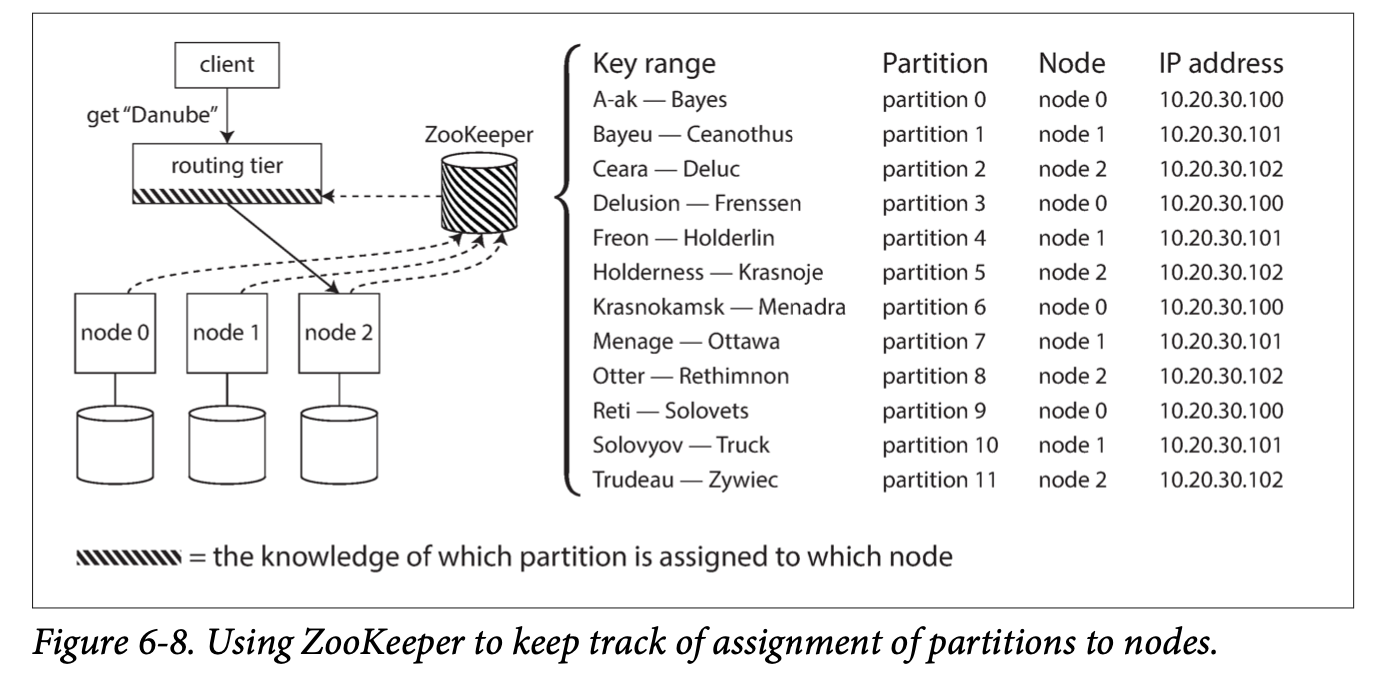 client
get “Danube”
routing tier
ZooKeeper
node 0 node 1 node 2
Key range Partition Node IP address
A-ak — Bayes partition 0 node 0 10.20.30.100
Bayeu — Ceanothus partition 1 node 1 10.20.30.101
Ceara — Deluc partition 2 node 2 10.20.30.102
Delusion — Frenssen partition 3 node 0 10.20.30.100
Freon — Holderlin partition 4 node 1 10.20.30.101
Holderness — Krasnoje partition 5 node 2 10.20.30.102
Krasnokamsk — Menadra partition 6 node 0 10.20.30.100
Menage — Ottawa partition 7 node 1 10.20.30.101
Otter — Rethimnon partition 8 node 2 10.20.30.102
Reti — Solovets partition 9 node 0 10.20.30.100
Solovyov — Truck partition 10 node 1 10.20.30.101
Trudeau — Zywiec partition 11 node 2 10.20.30.102
= the knowledge of which partition is assigned to which node
Figure 6-8. Using ZooKeeper to keep track of assignment of partitions to nodes.